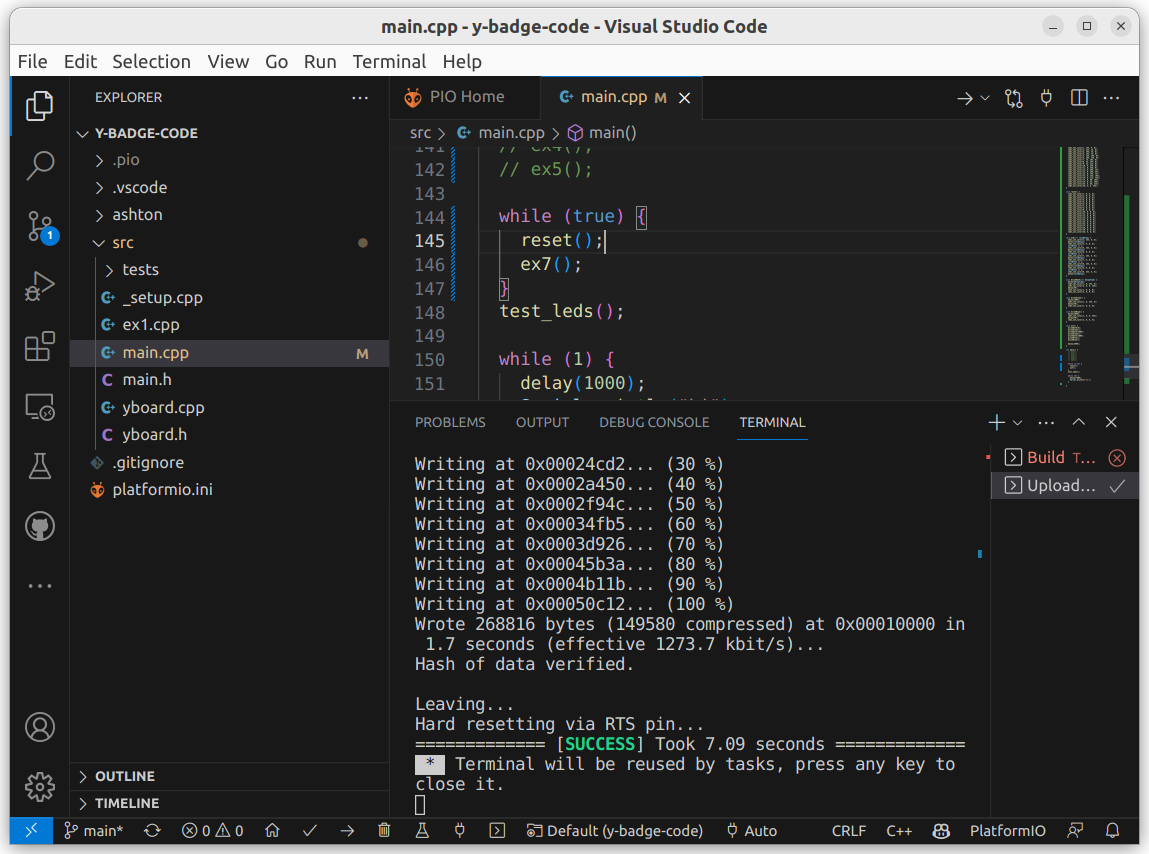 main.cpp - y-badge-code - Visual Studio Code
File Edit Selection View Go Run Terminal Help
EXPLORER
Y-BADGE-CODE
.pio
.vscode
ashton
src
tests
_setup.cpp
ex1.cpp
main.cpp M
main.h
yboard.cpp
yboard.h
.gitignore
platformio.ini
OUTLINE
TIMELINE
1
PIO Home
main.cpp M
src > main.cpp > main()
141 // ex4();
142 // ex5();
143
144 while (true) {
145 reset();
146 ex7();
147 }
148 test_leds();
149
150 while (1) {
151 delay(1000);
PROBLEMS OUTPUT DEBUG CONSOLE TERMINAL
Writing at 0x00024cd2... (30 %)
Writing at 0x0002a450... (40 %)
Writing at 0x0002f94c... (50 %)
Writing at 0x00034fb5... (60 %)
Writing at 0x0003d926... (70 %)
Writing at 0x00045b3a... (80 %)
Writing at 0x0004b11b... (90 %)
Writing at 0x00050c12... (100 %)
Wrote 268816 bytes (149580 compressed) at 0x00010000 in
1.7 seconds (effective 1273.7 kbit/s)...
Hash of data verified.
Leaving...
Hard resetting via RTS pin...
============= [SUCCESS] Took 7.09 seconds =============
* Terminal will be reused by tasks, press any key to
close it.
Build T...
Upload...
main* 0 0 Default (y-badge-code) Auto CRLF C++ PlatformIO